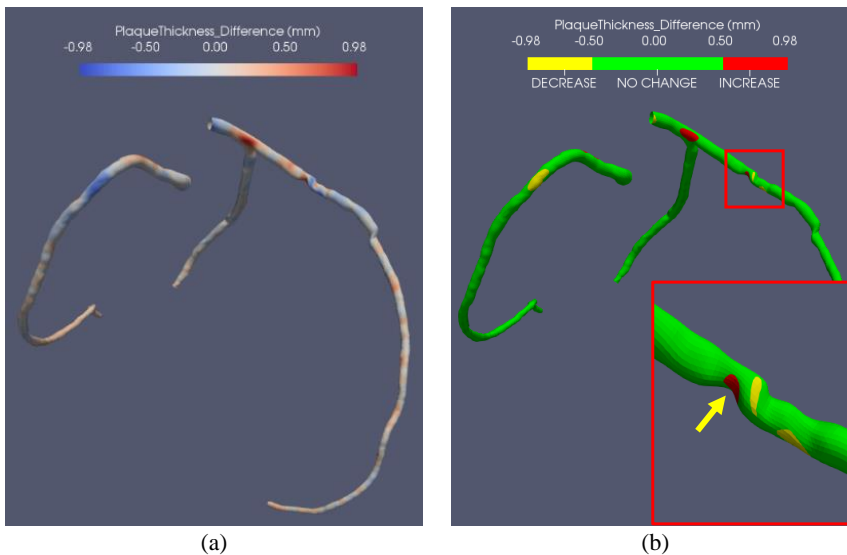 PlaqueThickness_Difference (mm)
-0.98 -0.50 0.00 0.50 0.98
(a)
PlaqueThickness_Difference (mm)
-0.98 -0.50 0.00 0.50 0.98
DECREASE NO CHANGE INCREASE
(b)